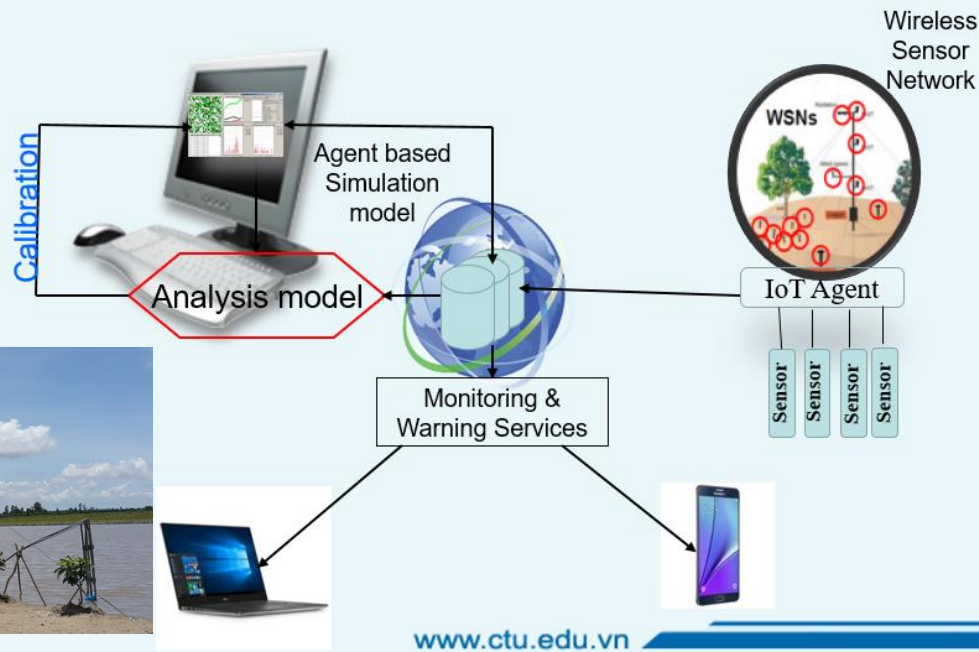 Wireless
Sensor
Network
WSNs
Calibration
Agent based
Simulation
model
Analysis model
IoT Agent
Sensor
Sensor
Sensor
Sensor
Monitoring &
Warning Services
www.ctu.edu.vn